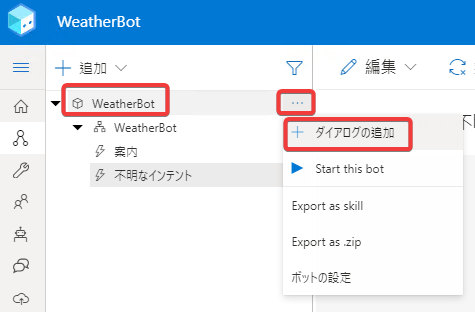 WeatherBot
追加
編集
WeatherBot
WeatherBot
ダイアログの追加
案内
Start this bot
不明なインテント
Export as skill
Export as .zip
ボットの設定